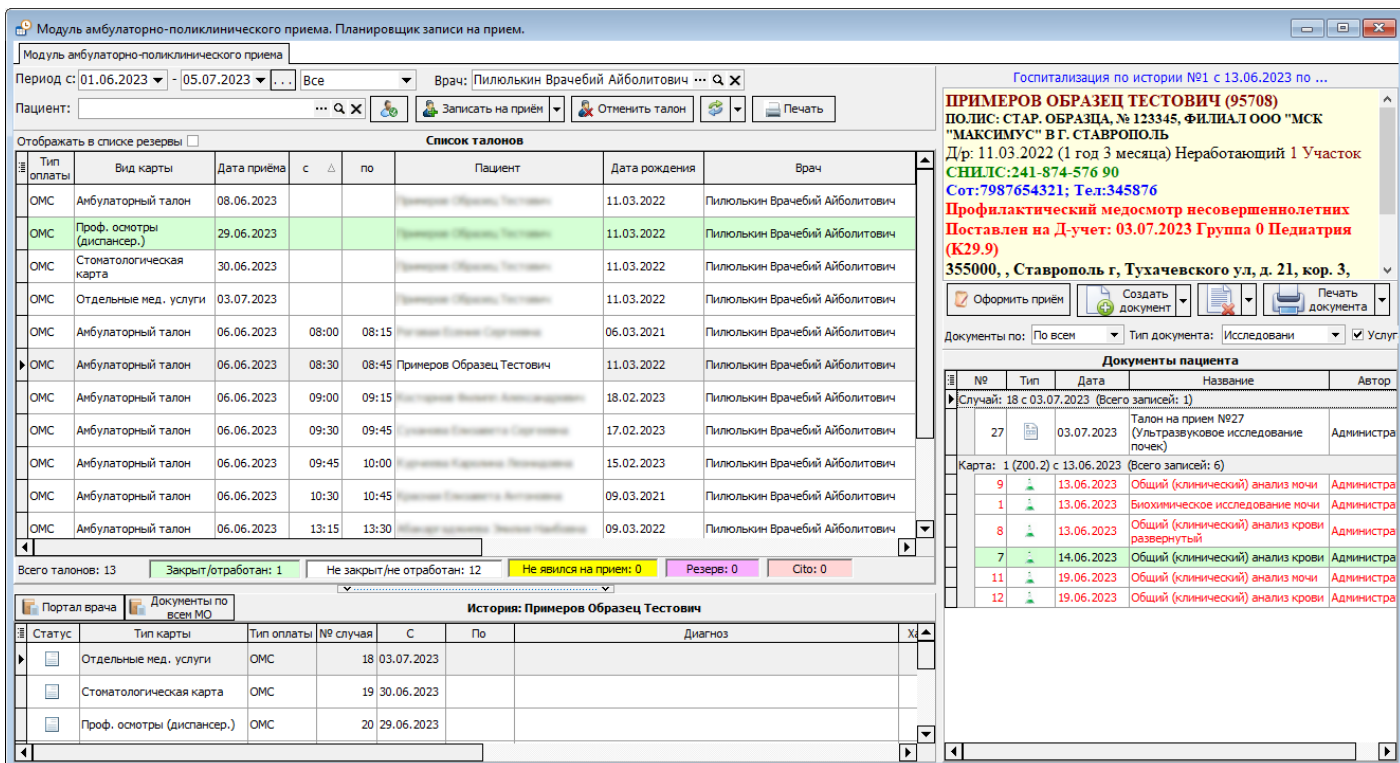 Модуль амбулаторно-поликлинического приема. Планировщик записи на прием.
Модуль амбулаторно-поликлинического приема
Период с: 01.06.2023 - 05.07.2023 ... Все Врач: Пилюлькин Врачебий Айболитович ...
Пациент: ... Записать на приём Отменить талон Печать
Отображать в списке резервы Список талонов
Тип оплаты Вид карты Дата приёма с по Пациент Дата рождения Врач
ОМС Амбулаторный талон 08.06.2023 11.03.2022 Пилюлькин Врачебий Айболитович
ОМС Проф. осмотры (диспансер.) 29.06.2023 11.03.2022 Пилюлькин Врачебий Айболитович
ОМС Стоматологическая карта 30.06.2023 11.03.2022 Пилюлькин Врачебий Айболитович
ОМС Отдельные мед. услуги 03.07.2023 11.03.2022 Пилюлькин Врачебий Айболитович
ОМС Амбулаторный талон 06.06.2023 08:00 08:15 06.03.2021 Пилюлькин Врачебий Айболитович
ОМС Амбулаторный талон 06.06.2023 08:30 08:45 Примеров Образец Тестович 11.03.2022 Пилюлькин Врачебий Айболитович
ОМС Амбулаторный талон 06.06.2023 09:00 09:15 18.02.2023 Пилюлькин Врачебий Айболитович
ОМС Амбулаторный талон 06.06.2023 09:30 09:45 17.02.2023 Пилюлькин Врачебий Айболитович
ОМС Амбулаторный талон 06.06.2023 09:45 10:00 15.02.2023 Пилюлькин Врачебий Айболитович
ОМС Амбулаторный талон 06.06.2023 10:30 10:45 09.03.2021 Пилюлькин Врачебий Айболитович
ОМС Амбулаторный талон 06.06.2023 13:15 13:30 09.03.2022 Пилюлькин Врачебий Айболитович
Всего талонов: 13 Закрыт/отработан: 1 Не закрыт/не отработан: 12 Не явился на прием: 0 Резерв: 0 Cito: 0
Портал врача Документы по всем МО История: Примеров Образец Тестович
Статус Тип карты Тип оплаты № случая С По Диагноз Ха
Отдельные мед. услуги ОМС 18 03.07.2023
Стоматологическая карта ОМС 19 30.06.2023
Проф. осмотры (диспансер.) ОМС 20 29.06.2023
Госпитализация по истории №1 с 13.06.2023 по ...
ПРИМЕРОВ ОБРАЗЕЦ ТЕСТОВИЧ (95708)
ПОЛИС: СТАР. ОБРАЗЦА, № 123345, ФИЛИАЛ ООО "МСК
"МАКСИМУС" В Г. СТАВРОПОЛЬ
Д/р: 11.03.2022 (1 год 3 месяца) Неработающий 1 Участок
СНИЛС:241-874-576 90
Сот:7987654321; Тел:345876
Профилактический медосмотр несовершеннолетних
Поставлен на Д-учет: 03.07.2023 Группа 0 Педиатрия
(K29.9)
355000, , Ставрополь г, Тухачевского ул, д. 21, кор. 3,
Оформить приём Создать документ Печать документа
Документы по: По всем Тип документа: Исследовани Услуг
Документы пациента
№ Тип Дата Название Автор
Случай: 18 с 03.07.2023 (Всего записей: 1)
27 03.07.2023 Талон на прием №27 (Ультразвуковое исследование почек) Администра
Карта: 1 (Z00.2) с 13.06.2023 (Всего записей: 6)
9 13.06.2023 Общий (клинический) анализ мочи Администра
1 13.06.2023 Биохимическое исследование мочи Администра
8 13.06.2023 Общий (клинический) анализ крови развернутый Администра
7 14.06.2023 Общий (клинический) анализ крови Администра
11 19.06.2023 Общий (клинический) анализ мочи Администра
12 19.06.2023 Общий (клинический) анализ крови Администра